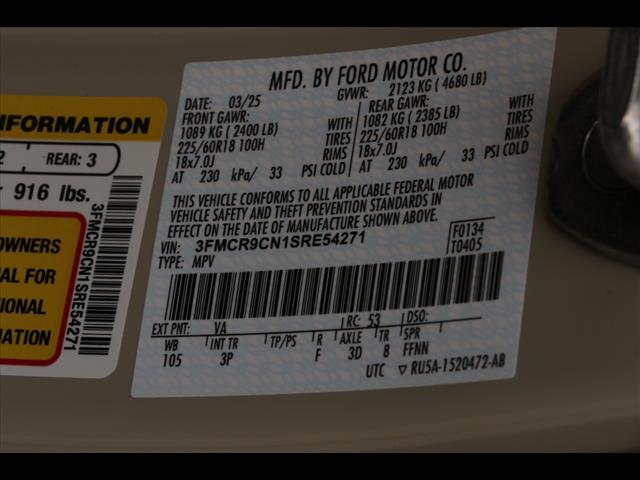 MFD. BY FORD MOTOR CO.
DATE: 03/25 GVWR: 2123 KG ( 4680 LB)
FRONT GAWR: REAR GAWR:
1089 KG ( 2400 LB) WITH 1082 KG ( 2385 LB) WITH
225/60R18 100H TIRES 225/60R18 100H TIRES
18x7.0J RIMS 18x7.0J RIMS
AT 230 kPa/ 33 PSI COLD AT 230 kPa/ 33 PSI COLD
THIS VEHICLE CONFORMS TO ALL APPLICABLE FEDERAL MOTOR
VEHICLE SAFETY AND THEFT PREVENTION STANDARDS IN
EFFECT ON THE DATE OF MANUFACTURE SHOWN ABOVE.
VIN: 3FMCR9CN1SRE54271 F0134
TYPE: MPV T0405
EXT PNT: VA RC: 53 DSO:
WB INT TR TP/PS R AXLE TR SPR
105 3P F 3D 8 FFNN
UTC ▽ RU5A-1520472-AB
INFORMATION
2 REAR: 3
r 916 lbs.
OWNERS
AL FOR
IONAL
MATION
3FMCR9CN1SRE54271